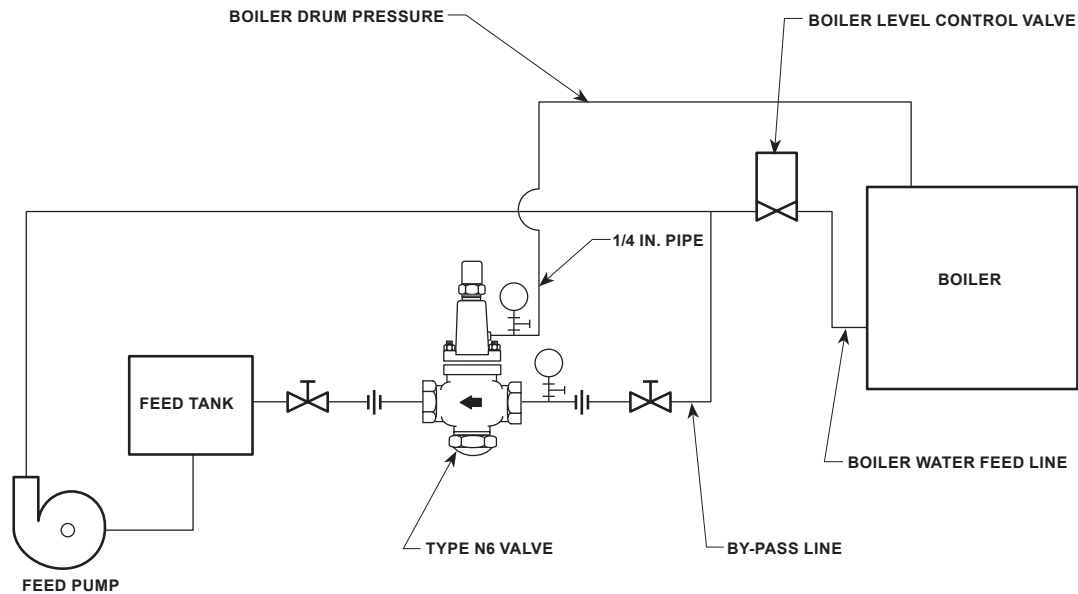 BOILER DRUM PRESSURE
BOILER LEVEL CONTROL VALVE
1/4 IN. PIPE
BOILER
FEED TANK
BOILER WATER FEED LINE
TYPE N6 VALVE
BY-PASS LINE
FEED PUMP